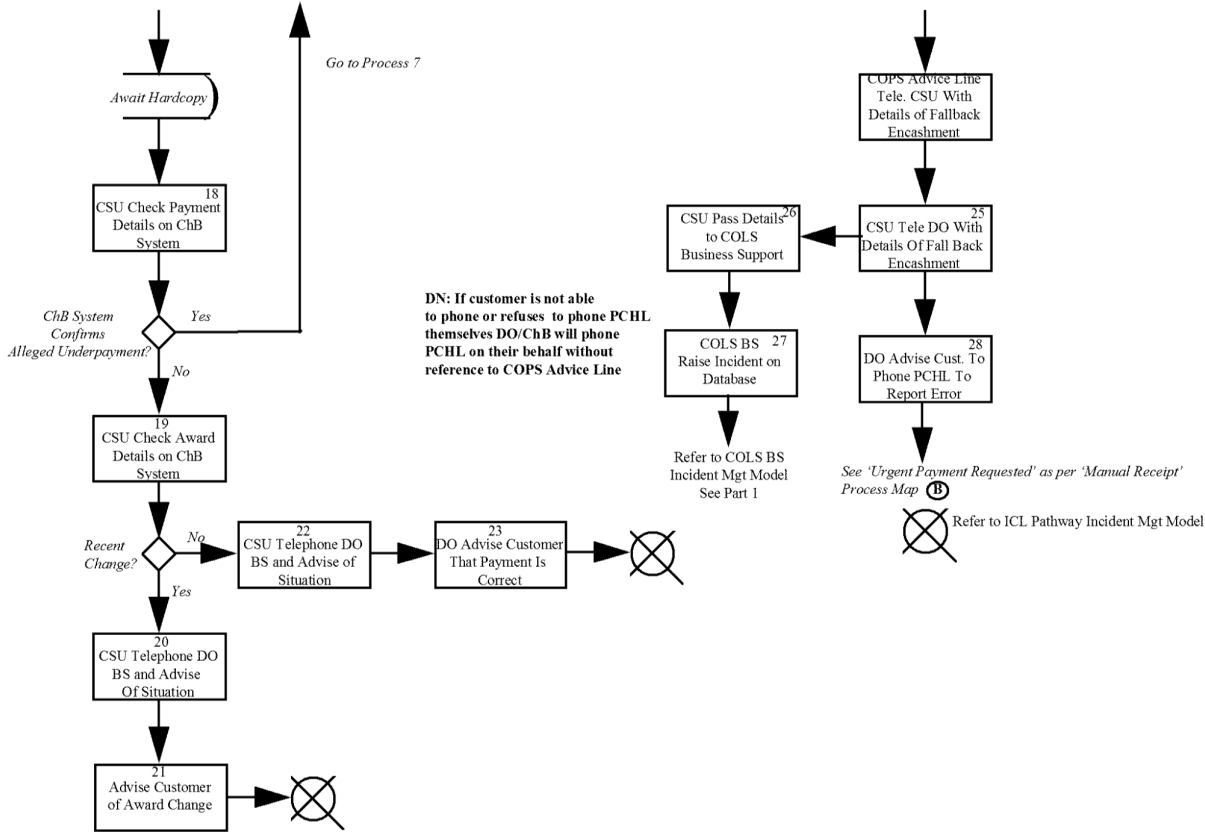 Go to Process 7
Await Hardcopy
18
CSU Check Payment
Details on ChB
System
ChB System
Confirms
Alleged Underpayment?
Yes
No
19
CSU Check Award
Details on ChB
System
Recent
Change?
No
Yes
22
CSU Telephone DO
BS and Advise of
Situation
23
DO Advise Customer
That Payment Is
Correct
20
CSU Telephone DO
BS and Advise
Of Situation
21
Advise Customer
of Award Change
DN: If customer is not able
to phone or refuses to phone PCHL
themselves DO/ChB will phone
PCHL on their behalf without
reference to COPS Advice Line
COPS Advice Line
Tele. CSU With
Details of Fallback
Encashment
25
CSU Tele DO With
Details Of Fall Back
Encashment
26
CSU Pass Details
to COLS
Business Support
27
COLS BS
Raise Incident on
Database
Refer to COLS BS
Incident Mgt Model
See Part 1
28
DO Advise Cust. To
Phone PCHL To
Report Error
See ‘Urgent Payment Requested’ as per ‘Manual Receipt’
Process Map B
Refer to ICL Pathway Incident Mgt Model